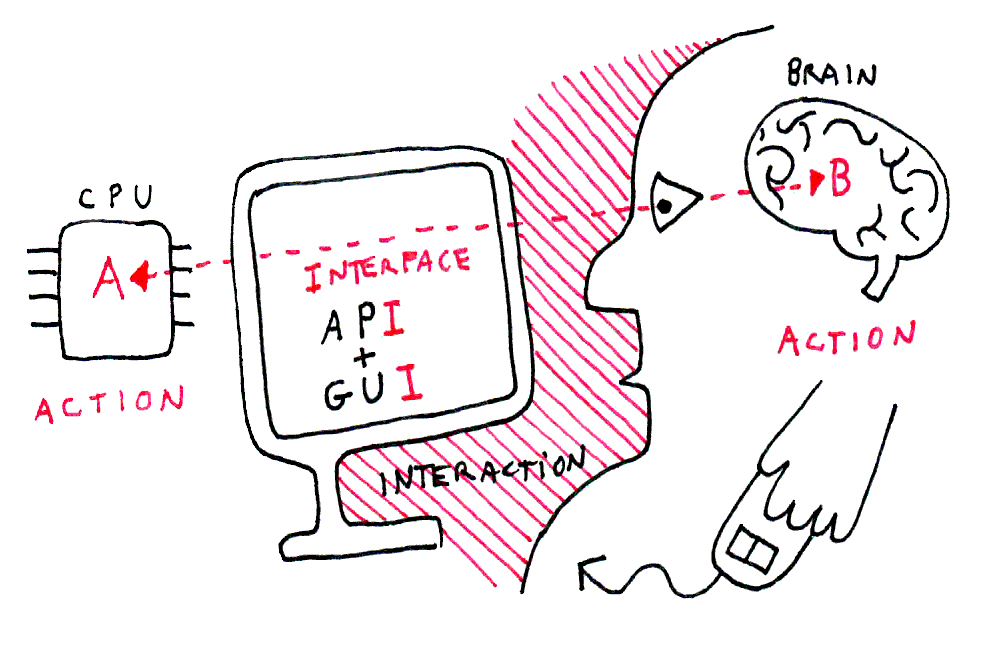 BRAIN
CPU
A
B
INTERFACE
API
+
GUI
ACTION
ACTION
INTERACTION